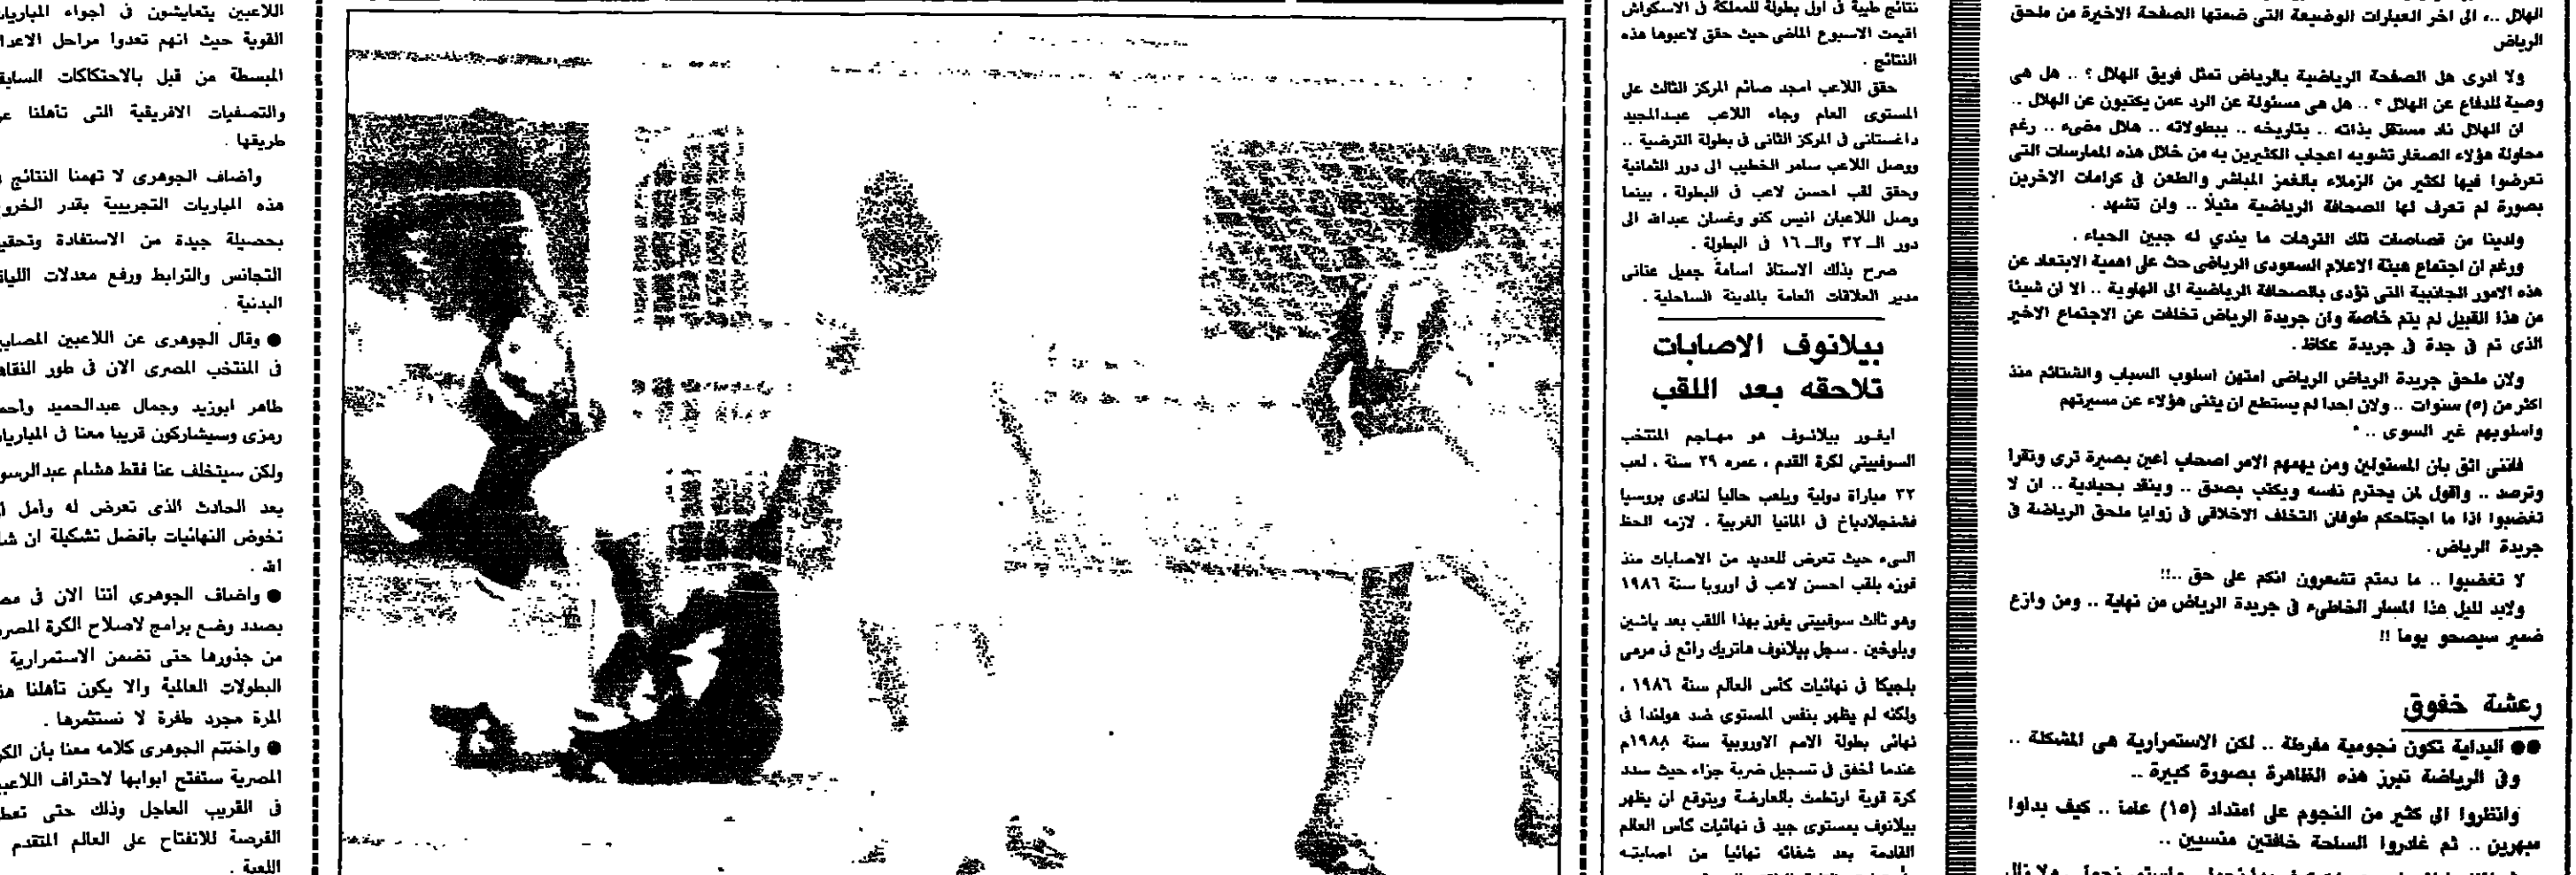 الهلال ..، الى اخر العبارات الوضيعة التى ضمتها الصفحة الاخيرة من ملحق
الرياض
ولا ادرى هل الصفحة الرياضية بالرياض تمثل فريق الهلال ؟ .. هل هى
وصية للدفاع عن الهلال ؟ .. هل هى مسئولة عن الرد عمن يكتبون عن الهلال ..
ان الهلال ناد مستقل بذاته .. بتاريخه .. ببطولاته .. هلال مضىء .. رغم
محاولة هؤلاء الصغار تشويه اعجاب الكثيرين به من خلال هذه الممارسات التى
تعرضوا فيها لكثير من الزملاء بالغمز المباشر والطعن فى كرامات الاخرين
بصورة لم تعرف لها الصحافة الرياضية مثيلا .. ولن تشهد .
ولدينا من قصاصات تلك الترهات ما يندي له جبين الحياء .
ورغم ان اجتماع هيئة الاعلام السعودى الرياضى حث على اهمية الابتعاد عن
هذه الامور الجانبية التى تؤدى بالصحافة الرياضية الى الهاوية .. الا ان شيئا
من هذا القبيل لم يتم خاصة وان جريدة الرياض تخلفت عن الاجتماع الاخير
الذى تم فى جدة فى جريدة عكاظ .
ولان ملحق جريدة الرياض الرياضى امتهن اسلوب السباب والشتائم منذ
اكثر من (٥) سنوات .. ولان احدا لم يستطع ان يثنى هؤلاء عن مسيرتهم
واسلوبهم غير السوى .. "
فاننى اثق بان المسئولين ومن يهمهم الامر اصحاب اعين بصيرة ترى وتقرا
وترصد .. واقول لمن يحترم نفسه ويكتب بصدق .. وينقد بحيادية .. ان لا
تغضبوا اذا ما اجتاحكم طوفان التخلف الاخلاقى فى زوايا ملحق الرياضة فى
جريدة الرياض .
لا تغضبوا .. ما دمتم تشعرون انكم على حق ..!!
ولابد لليل هذا المسار الخاطىء فى جريدة الرياض من نهاية .. ومن وازع
ضمير سيصحو يوما !!
رعشة خفوق
●● البداية تكون نجومية مفرطة .. لكن الاستمرارية هى المشكلة ..
وفى الرياضة تبرز هذه الظاهرة بصورة كبيرة ..
وانظروا الى كثير من النجوم على امتداد (١٥) عاما .. كيف بداوا
مبهرين .. ثم غادروا الساحة خافتين منسيين ..
نتائج طيبة فى اول بطولة للمملكة فى الاسكواش
اقيمت الاسبوع الماضى حيث حقق لاعبوها هذه
النتائج .
حقق اللاعب امجد صائم المركز الثالث على
المستوى العام وجاء اللاعب عبدالمجيد
داغستانى فى المركز الثانى فى بطولة الترضية ..
ووصل اللاعب سامر الخطيب الى دور الثمانية
وحقق لقب احسن لاعب فى البطولة ، بينما
وصل اللاعبان انيس كنو وغسان عبدالله الى
دور الـ ٣٢ والـ ١٦ فى البطولة .
صرح بذلك الاستاذ اسامة جميل عنانى
مدير العلاقات العامة بالمدينة الساحلية .
بيلانوف الاصابات
تلاحقه بعد اللقب
ايغور بيلانوف هو مهاجم المنتخب
السوفييتي لكرة القدم ، عمره ٢٩ سنة ، لعب
٣٢ مباراة دولية ويلعب حاليا لنادى بروسيا
فشنجلادباخ فى المانيا الغربية ، لازمه الحظ
السىء حيث تعرض للعديد من الاصابات منذ
فوزه بلقب احسن لاعب فى اوروبا سنة ١٩٨٦
وهو ثالث سوفييتى يفوز بهذا اللقب بعد ياشين
وبلوخين . سجل بيلانوف هاتريك رائع فى مرمى
بلجيكا فى نهائيات كأس العالم سنة ١٩٨٦ ،
ولكنه لم يظهر بنفس المستوى ضد هولندا فى
نهائى بطولة الامم الاوروبية سنة ١٩٨٨م
عندما أخفق فى تسجيل ضربة جزاء حيث سدد
كرة قوية ارتطمت بالعارضة ويتوقع ان يظهر
بيلانوف بمستوى جيد فى نهائيات كأس العالم
القادمة بعد شفائه نهائيا من اصابته
اللاعبين يتعايشون فى اجواء المباريات
القوية حيث انهم تعدوا مراحل الاعداد
المبسطة من قبل بالاحتكاكات السابقة
والتصفيات الافريقية التى تأهلنا عن
طريقها .
وأضاف الجوهرى لا تهمنا النتائج
هذه المباريات التجريبية بقدر الخروج
بحصيلة جيدة من الاستفادة وتحقيق
التجانس والترابط ورفع معدلات اللياقة
البدنية .
● وقال الجوهرى عن اللاعبين المصابين
فى المنتخب المصرى الان فى طور النقاهة
طاهر ابوزيد وجمال عبدالحميد وأحمد
رمزى وسيشاركون قريبا معنا فى المباريات
ولكن سيتخلف عنا فقط هشام عبدالرسول
بعد الحادث الذى تعرض له وأمل ان
نخوض النهائيات بافضل تشكيلة ان شاء
الله .
● واضاف الجوهرى أننا الان فى مصر
بصدد وضع برامج لاصلاح الكرة المصرية
من جذورها حتى تضمن الاستمرارية
البطولات العالمية والا يكون تأهلنا هذه
المرة مجرد طفرة لا نستثمرها .
● واختتم الجوهرى كلامه معنا بأن الكرة
المصرية ستفتح ابوابها لاحتراف اللاعبين
فى القريب العاجل وذلك حتى تعطى
الفرصة للانفتاح على العالم المتقدم
اللعبة .